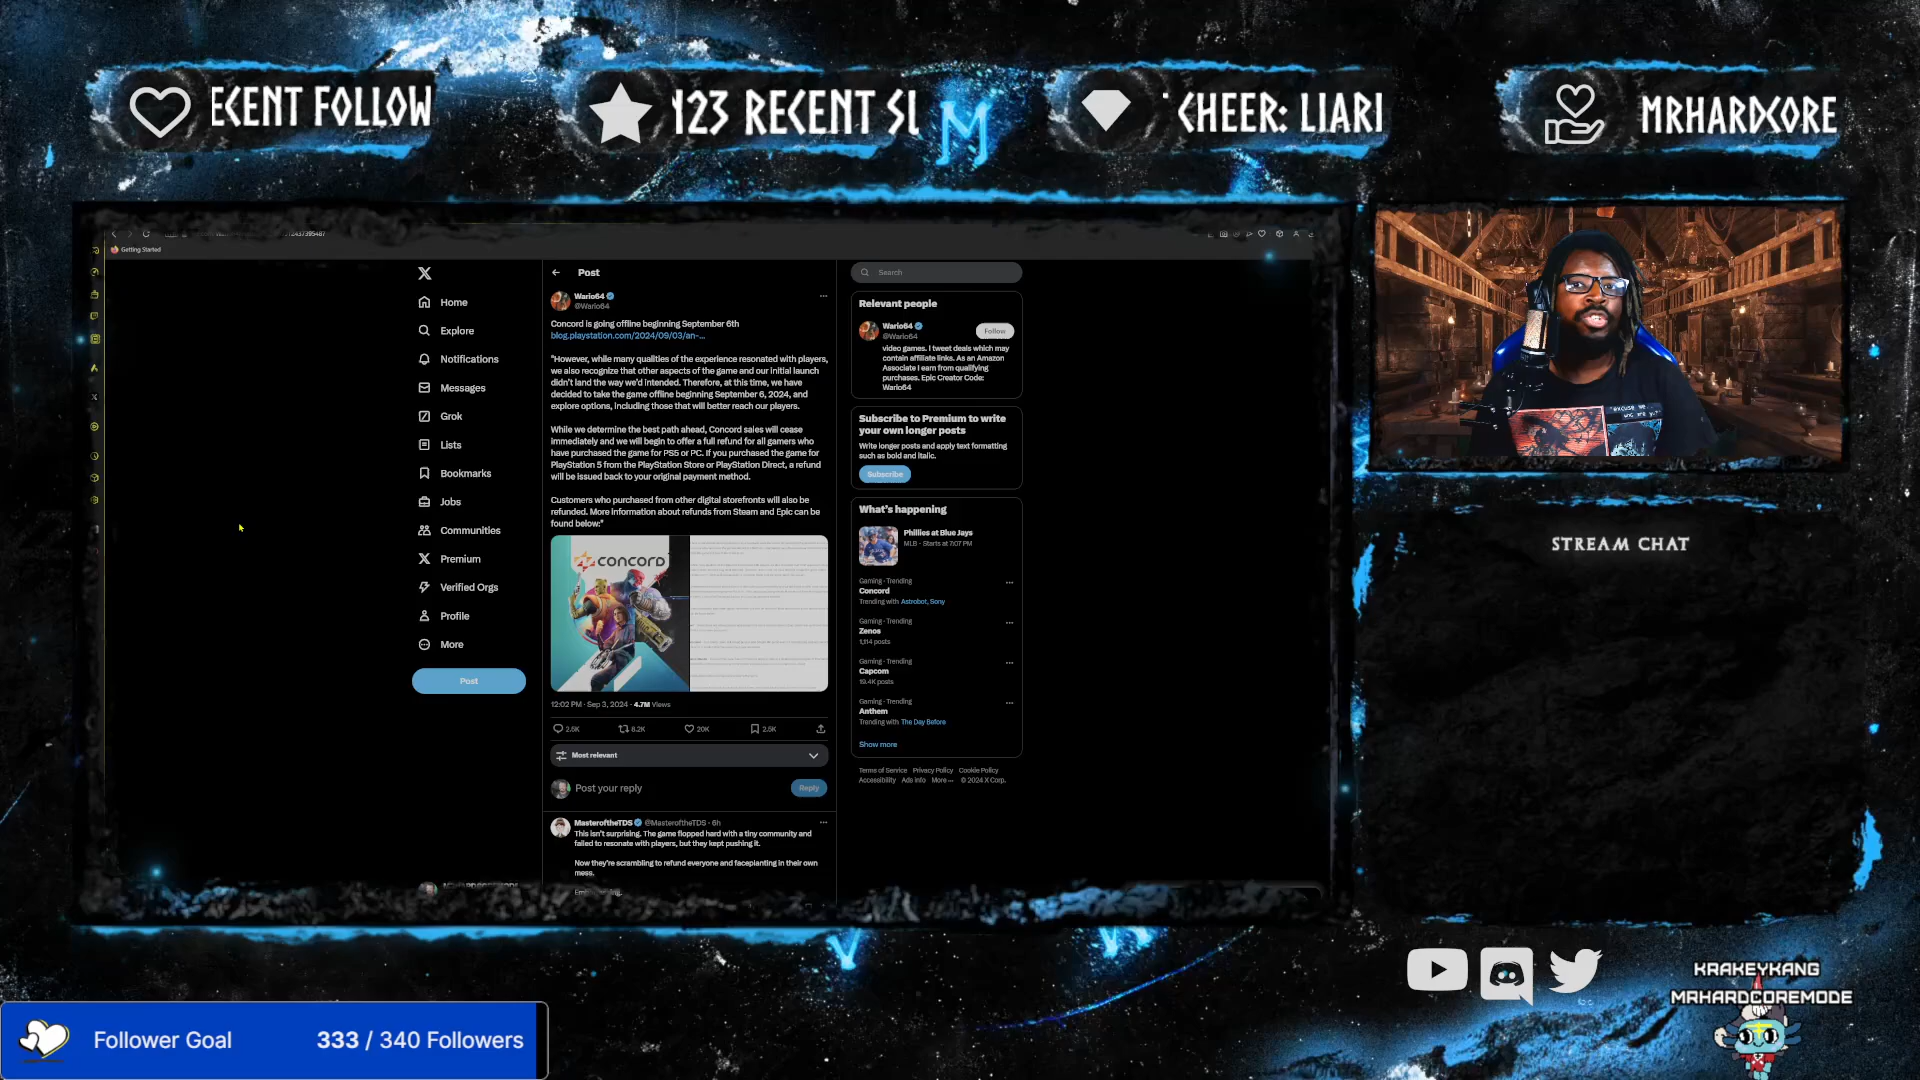 ECENT FOLLOW
123 RECENT SU
M
CHEER: LIARI
MRHARDCORE
Getting Started
Home
Explore
Notifications
Messages
Grok
Lists
Bookmarks
Jobs
Communities
Premium
Verified Orgs
Profile
More
Post
Post
Wario64
@Wario64
Concord is going offline beginning September 6th
blog.playstation.com/2024/09/03/an-...
"However, while many qualities of the experience resonated with players,
we also recognize that other aspects of the game and our initial launch
didn't land the way we'd intended. Therefore, at this time, we have
decided to take the game offline beginning September 6, 2024, and
explore options, including those that will better reach our players.
While we determine the best path ahead, Concord sales will cease
immediately and we will begin to offer a full refund for all gamers who
have purchased the game for PS5 or PC. If you purchased the game for
PlayStation 5 from the PlayStation Store or PlayStation Direct, a refund
will be issued back to your original payment method.
Customers who purchased from other digital storefronts will also be
refunded. More information about refunds from Steam and Epic can be
found below:"
CONCORD
12:02 PM · Sep 3, 2024 · 4.7M Views
2.5K 8.2K 20K 2.5K
Most relevant
Post your reply
Reply
MasteroftheTDS @MasteroftheTDS · 6h
This isn't surprising. The game flopped hard with a tiny community and
failed to resonate with players, but they kept pushing it.
Now they're scrambling to refund everyone and faceplanting in their own
mess.
Search
Relevant people
Wario64
@Wario64
Follow
video games. I tweet deals which may
contain affiliate links. As an Amazon
Associate I earn from qualifying
purchases. Epic Creator Code:
Wario64
Subscribe to Premium to write
your own longer posts
Write longer posts and apply text formatting
such as bold and italic.
Subscribe
What's happening
Phillies at Blue Jays
MLB · Starts at 7:07 PM
Gaming · Trending
Concord
Trending with Astrobot, Sony
Gaming · Trending
Zenos
1,114 posts
Gaming · Trending
Capcom
19.4K posts
Gaming · Trending
Anthem
Trending with The Day Before
Show more
Terms of Service Privacy Policy Cookie Policy
Accessibility Ads info More ··· © 2024 X Corp.
STREAM CHAT
KRAKEYKANG
MRHARDCOREMODE
Follower Goal 333 / 340 Followers